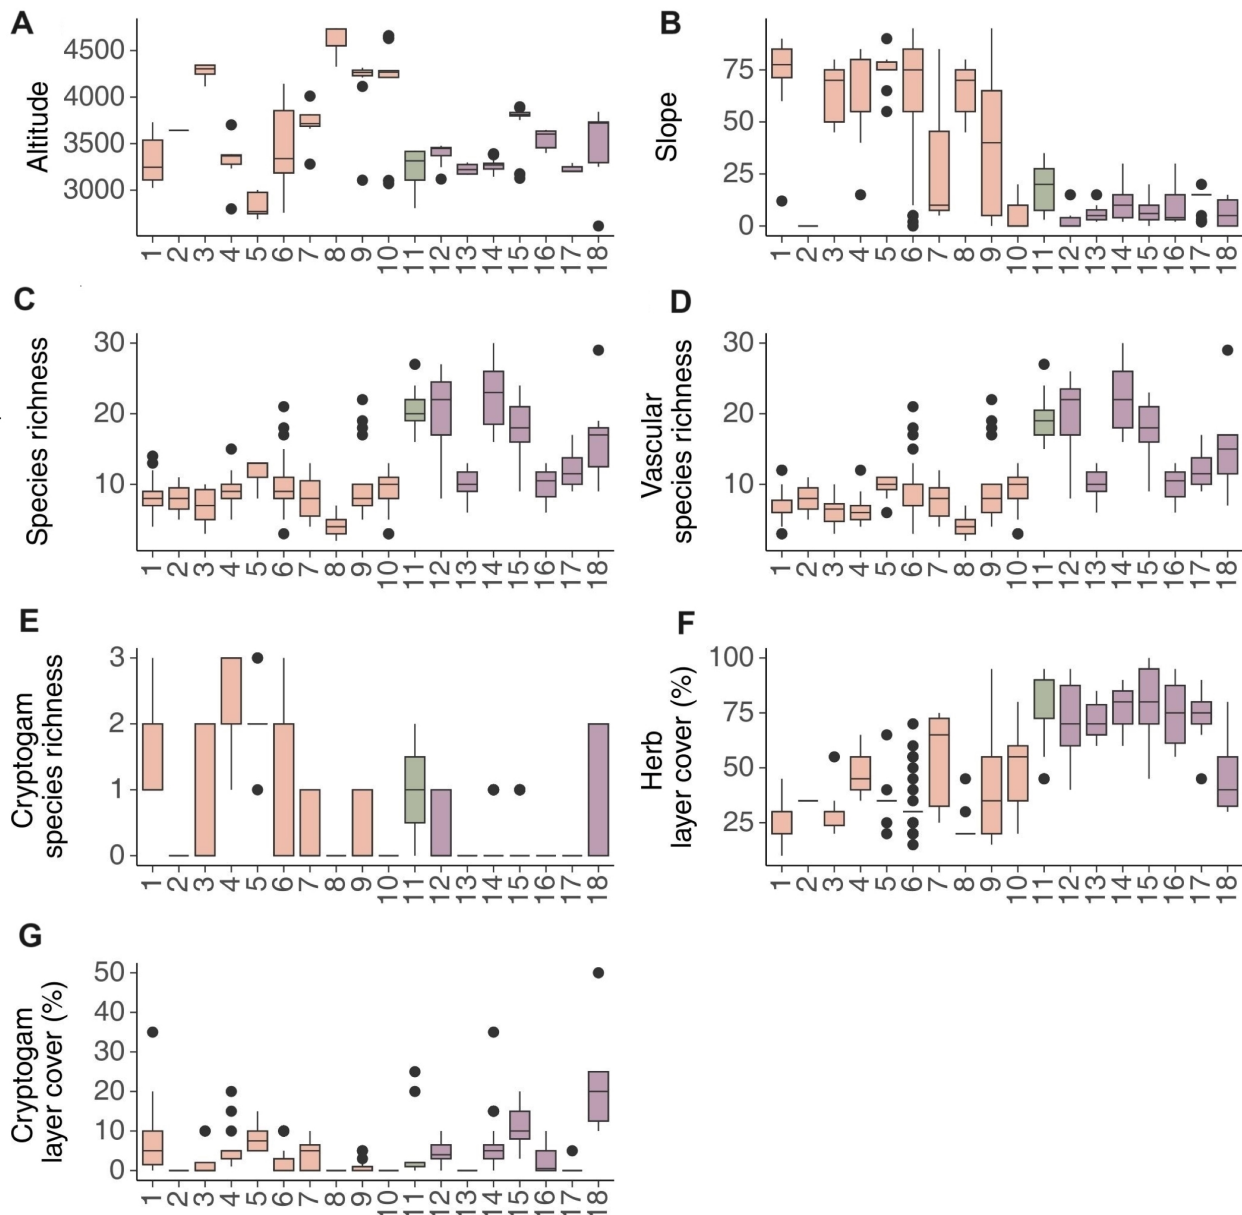 A
Altitude
4500
4000
3500
3000
1 2 3 4 5 6 7 8 9 10 11 12 13 14 15 16 17 18
B
Slope
75
50
25
0
1 2 3 4 5 6 7 8 9 10 11 12 13 14 15 16 17 18
C
Species richness
30
20
10
1 2 3 4 5 6 7 8 9 10 11 12 13 14 15 16 17 18
D
Vascular
species richness
30
20
10
1 2 3 4 5 6 7 8 9 10 11 12 13 14 15 16 17 18
E
Cryptogam
species richness
3
2
1
0
1 2 3 4 5 6 7 8 9 10 11 12 13 14 15 16 17 18
F
Herb
layer cover (%)
100
75
50
25
1 2 3 4 5 6 7 8 9 10 11 12 13 14 15 16 17 18
G
Cryptogam
layer cover (%)
50
40
30
20
10
0
1 2 3 4 5 6 7 8 9 10 11 12 13 14 15 16 17 18